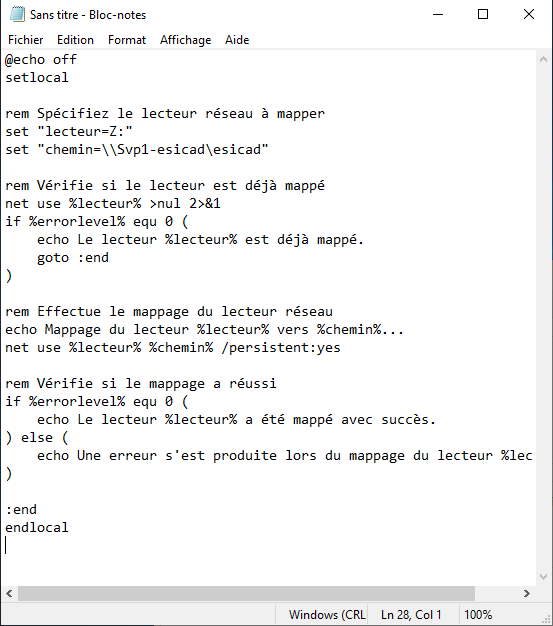 Sans titre - Bloc-notes
Fichier Edition Format Affichage Aide
@echo off
setlocal

rem Spécifiez le lecteur réseau à mapper
set "lecteur=Z:"
set "chemin=\\Svp1-esicad\esicad"

rem Vérifie si le lecteur est déjà mappé
net use %lecteur% >nul 2>&1
if %errorlevel% equ 0 (
    echo Le lecteur %lecteur% est déjà mappé.
    goto :end
)

rem Effectue le mappage du lecteur réseau
echo Mappage du lecteur %lecteur% vers %chemin%...
net use %lecteur% %chemin% /persistent:yes

rem Vérifie si le mappage a réussi
if %errorlevel% equ 0 (
    echo Le lecteur %lecteur% a été mappé avec succès.
) else (
    echo Une erreur s'est produite lors du mappage du lecteur %lec
)

:end
endlocal
Windows (CRL Ln 28, Col 1 100%